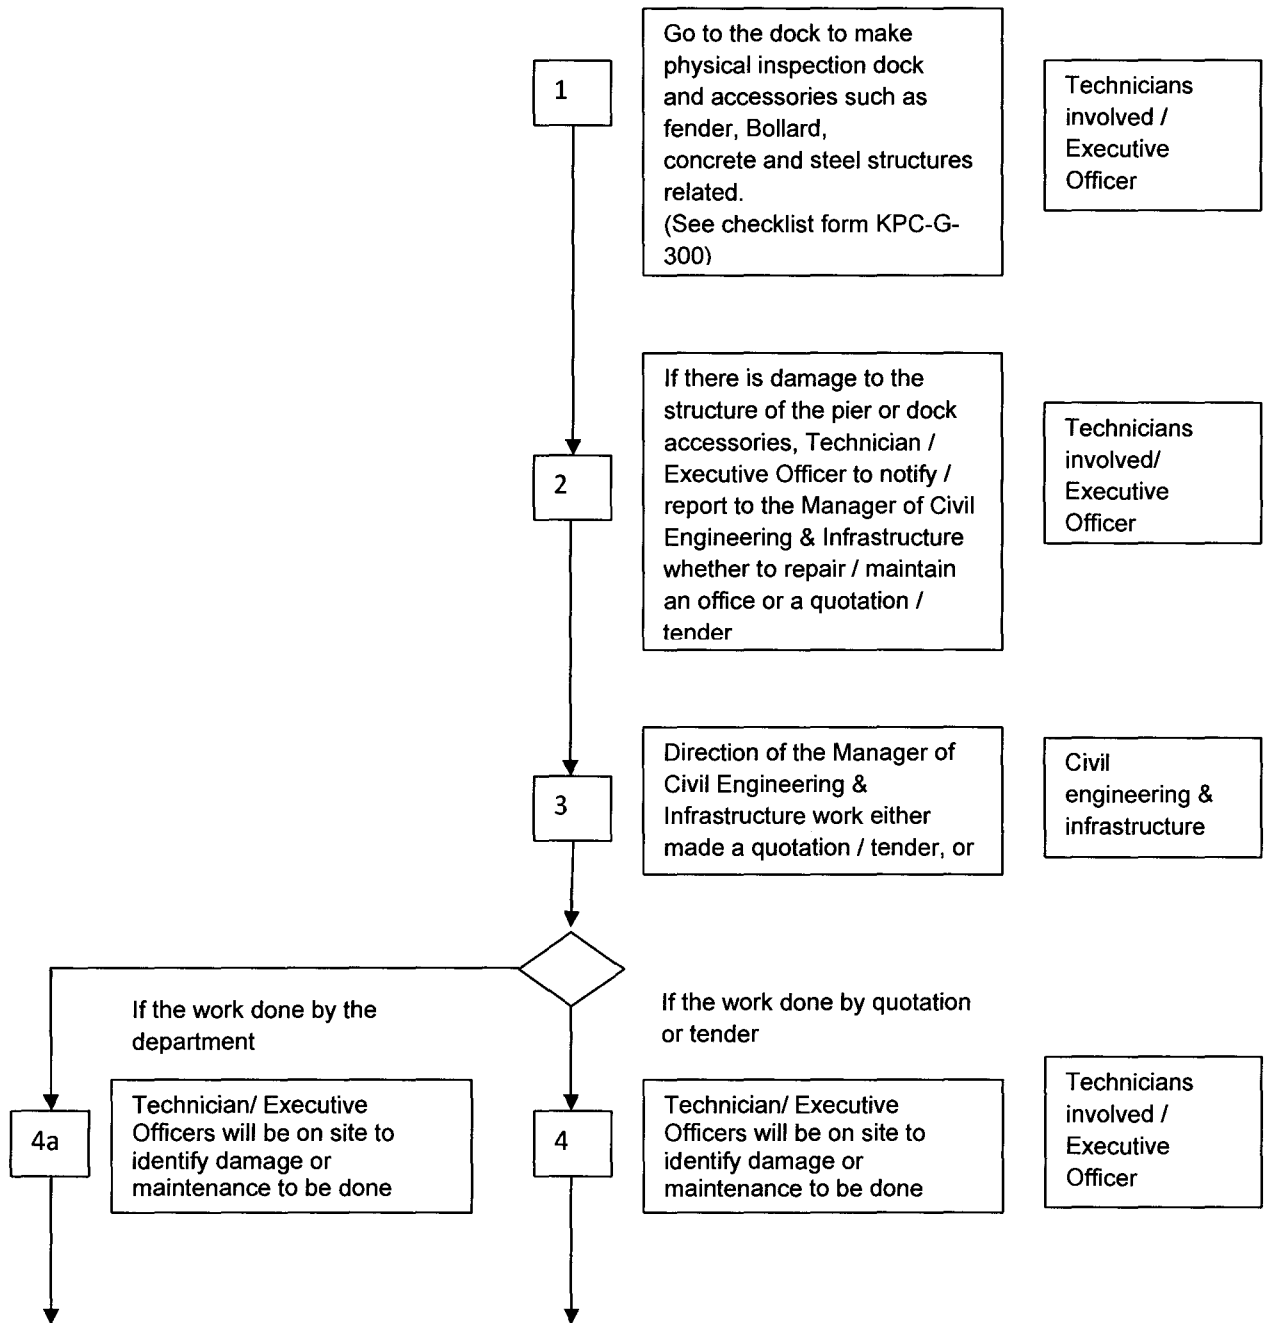 1
Go to the dock to make
physical inspection dock
and accessories such as
fender, Bollard,
concrete and steel structures
related.
(See checklist form KPC-G-
300)
Technicians
involved /
Executive
Officer
2
If there is damage to the
structure of the pier or dock
accessories, Technician /
Executive Officer to notify /
report to the Manager of Civil
Engineering & Infrastructure
whether to repair / maintain
an office or a quotation /
tender
Technicians
involved/
Executive
Officer
3
Direction of the Manager of
Civil Engineering &
Infrastructure work either
made a quotation / tender, or
Civil
engineering &
infrastructure
If the work done by the
department
If the work done by quotation
or tender
4a
Technician/ Executive
Officers will be on site to
identify damage or
maintenance to be done
4
Technician/ Executive
Officers will be on site to
identify damage or
maintenance to be done
Technicians
involved /
Executive
Officer